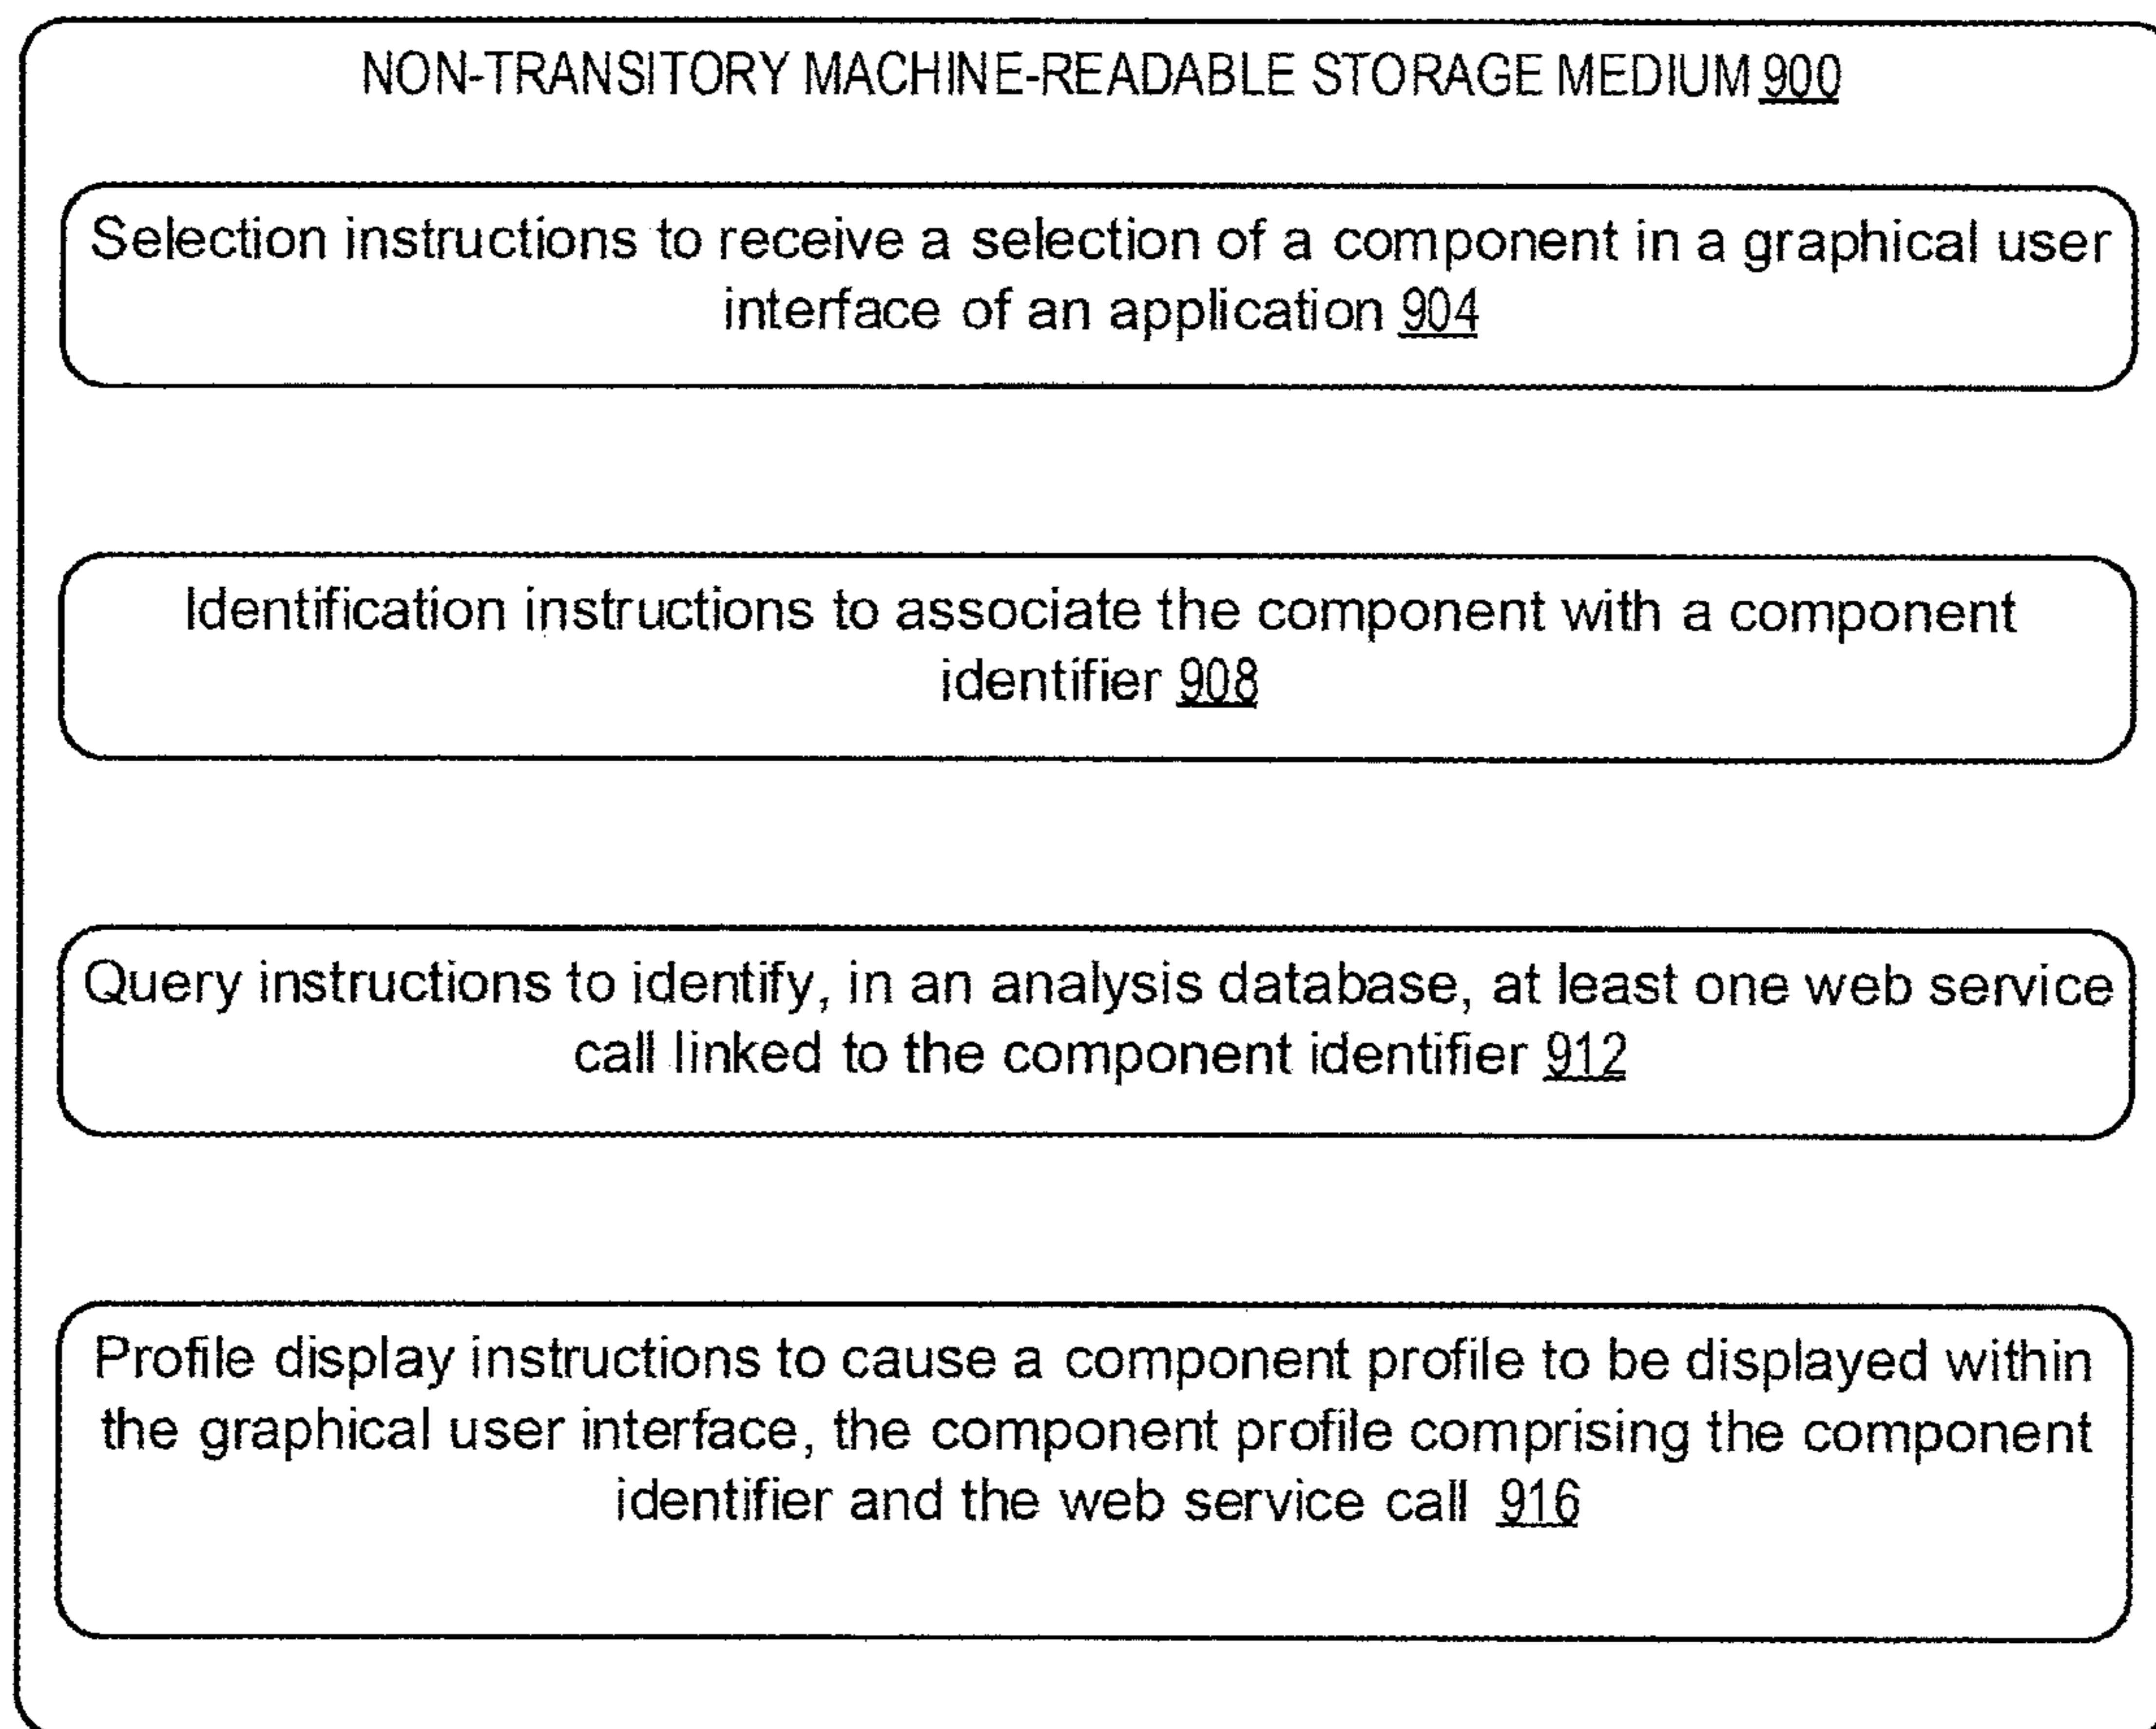 NON-TRANSITORY MACHINE-READABLE STORAGE MEDIUM 900
Selection instructions to receive a selection of a component in a graphical user
interface of an application 904
Identification instructions to associate the component with a component
identifier 908
Query instructions to identify, in an analysis database, at least one web service
call linked to the component identifier 912
Profile display instructions to cause a component profile to be displayed within
the graphical user interface, the component profile comprising the component
identifier and the web service call 916